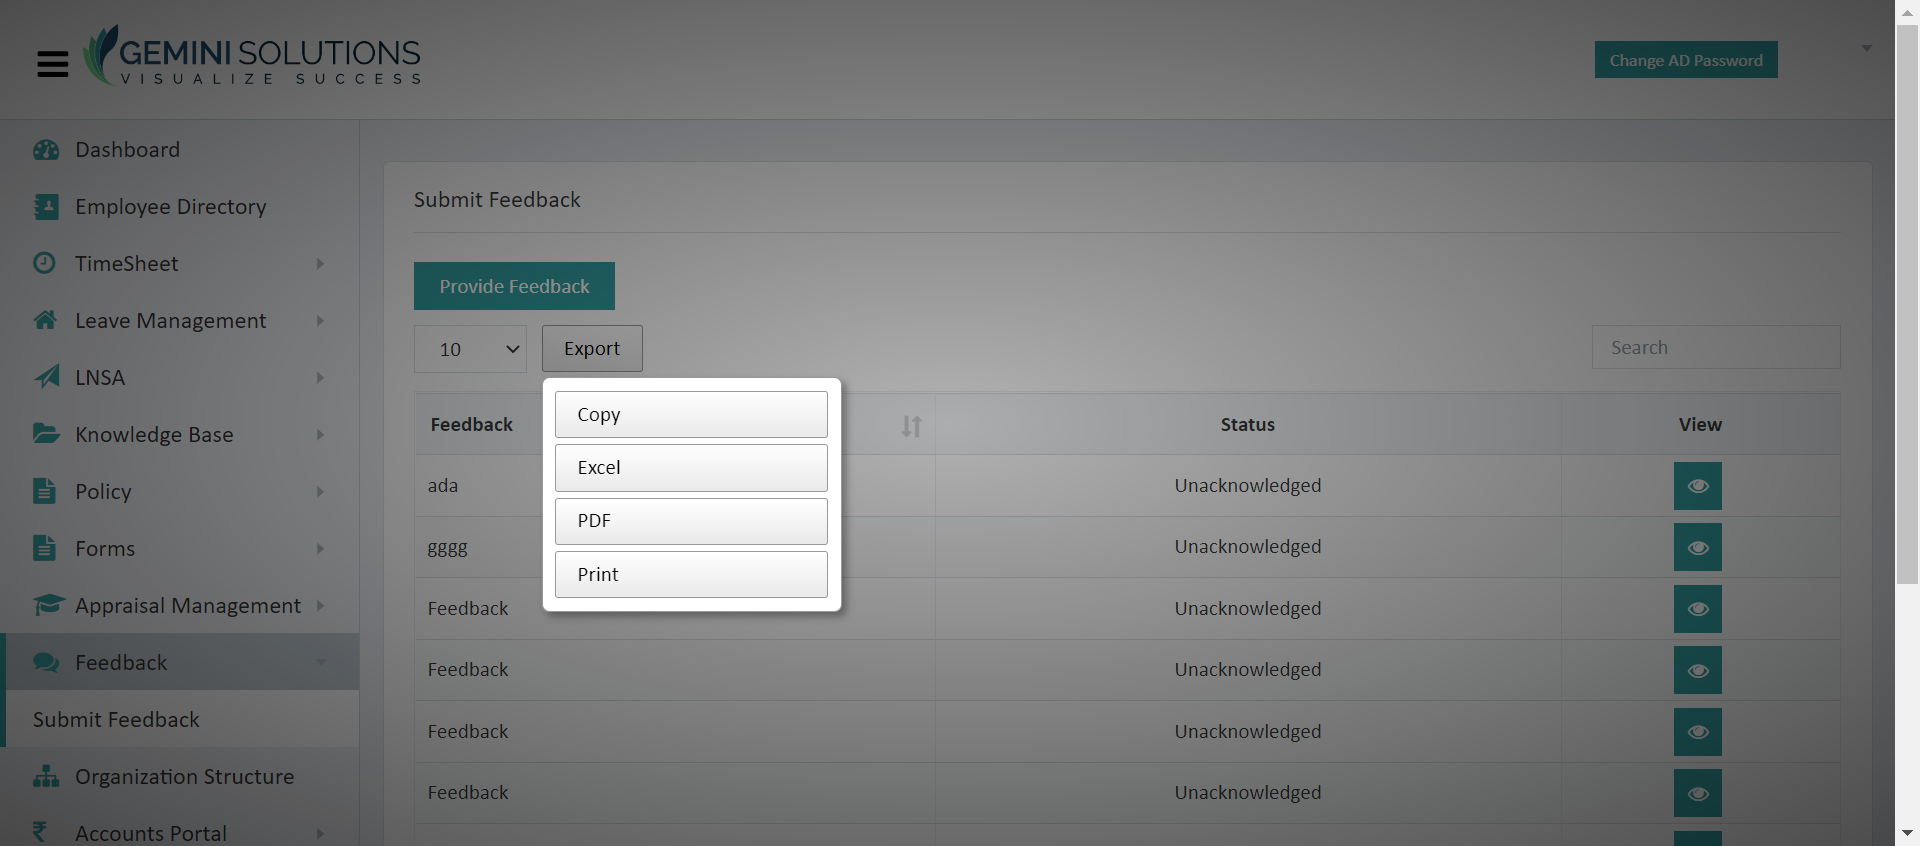 GEMINI SOLUTIONS
VISUALIZE SUCCESS
Change AD Password
Dashboard
Employee Directory
TimeSheet
Leave Management
LNSA
Knowledge Base
Policy
Forms
Appraisal Management
Feedback
Submit Feedback
Organization Structure
Accounts Portal
Submit Feedback
Provide Feedback
10
Export
Search
Copy
Excel
PDF
Print
Feedback Status View
ada Unacknowledged
gggg Unacknowledged
Feedback Unacknowledged
Feedback Unacknowledged
Feedback Unacknowledged
Feedback Unacknowledged